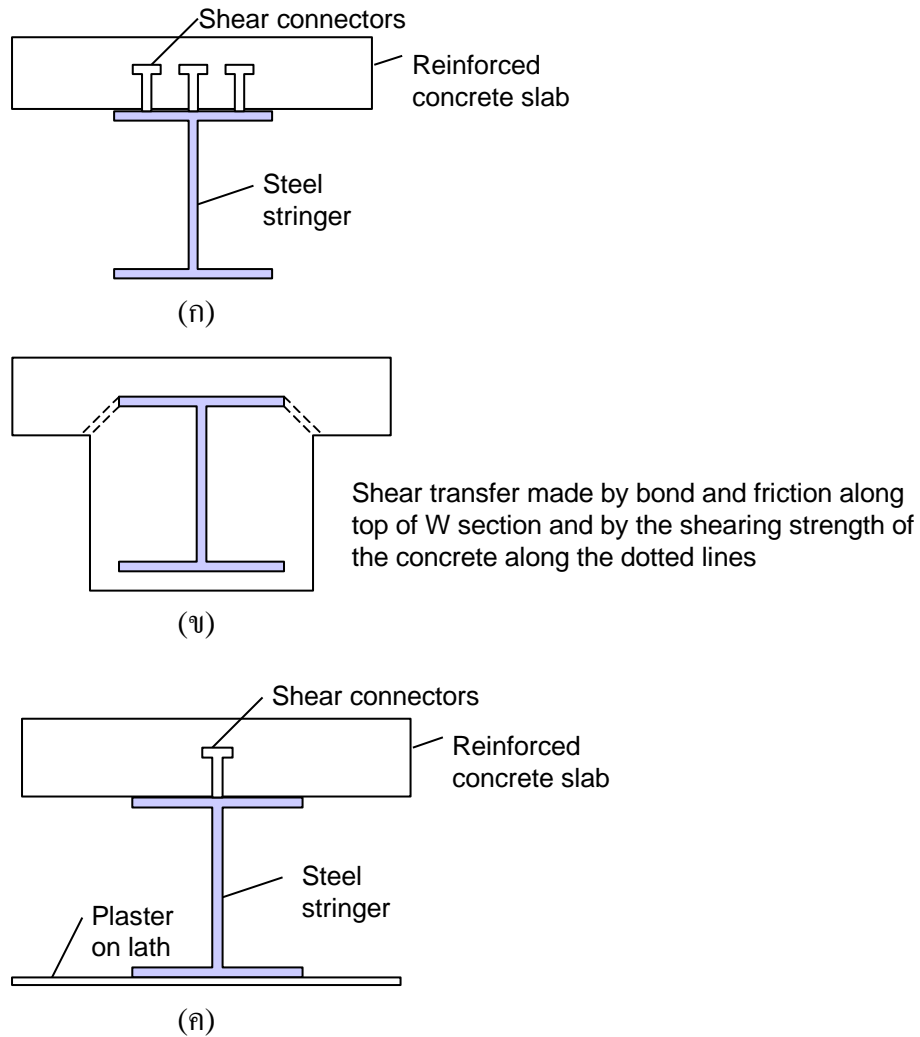 Shear connectors
Reinforced
concrete slab
Steel
stringer
(ก)
Shear transfer made by bond and friction along
top of W section and by the shearing strength of
the concrete along the dotted lines
(ข)
Shear connectors
Reinforced
concrete slab
Steel
stringer
Plaster
on lath
(ค)